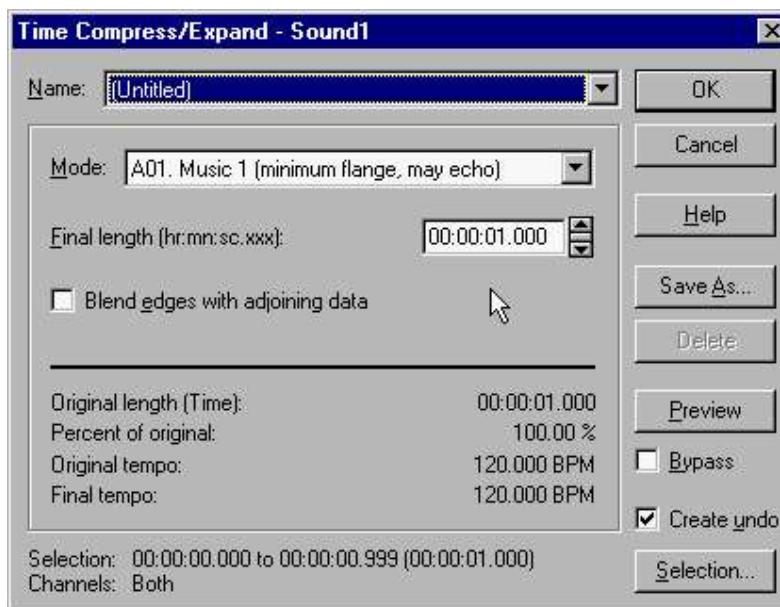 Time Compress/Expand - Sound1
Name: (Untitled)
OK
Cancel
Mode: A01. Music 1 (minimum flange, may echo)
Help
Final length (hr:mn:sc.xxx): 00:00:01.000
Save As...
Blend edges with adjoining data
Delete
Original length (Time): 00:00:01.000
Preview
Percent of original: 100.00 %
Original tempo: 120.000 BPM
Bypass
Final tempo: 120.000 BPM
Create undo
Selection: 00:00:00.000 to 00:00:00.999 (00:00:01.000)
Selection...
Channels: Both